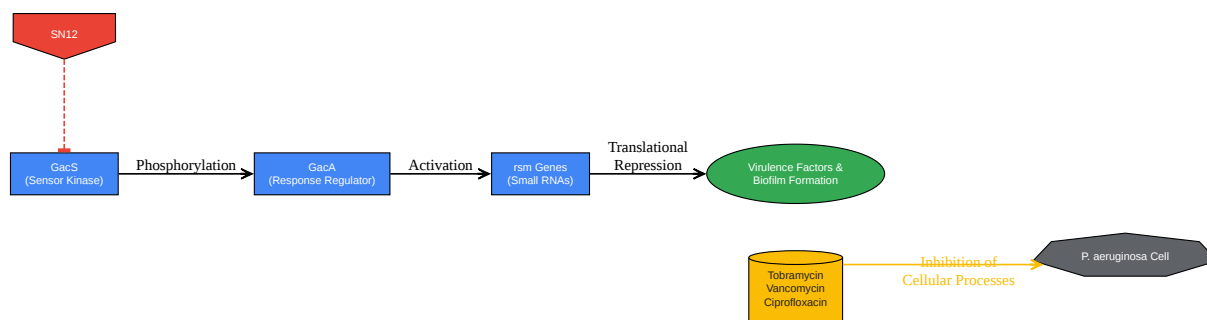 SN12
GacS
(Sensor Kinase)
Phosphorylation
GacA
(Response Regulator)
Activation
rsm Genes
(Small RNAs)
Translational
Repression
Virulence Factors &
Biofilm Formation
Tobramycin
Vancomycin
Ciprofloxacin
Inhibition of
Cellular Processes
P. aeruginosa Cell